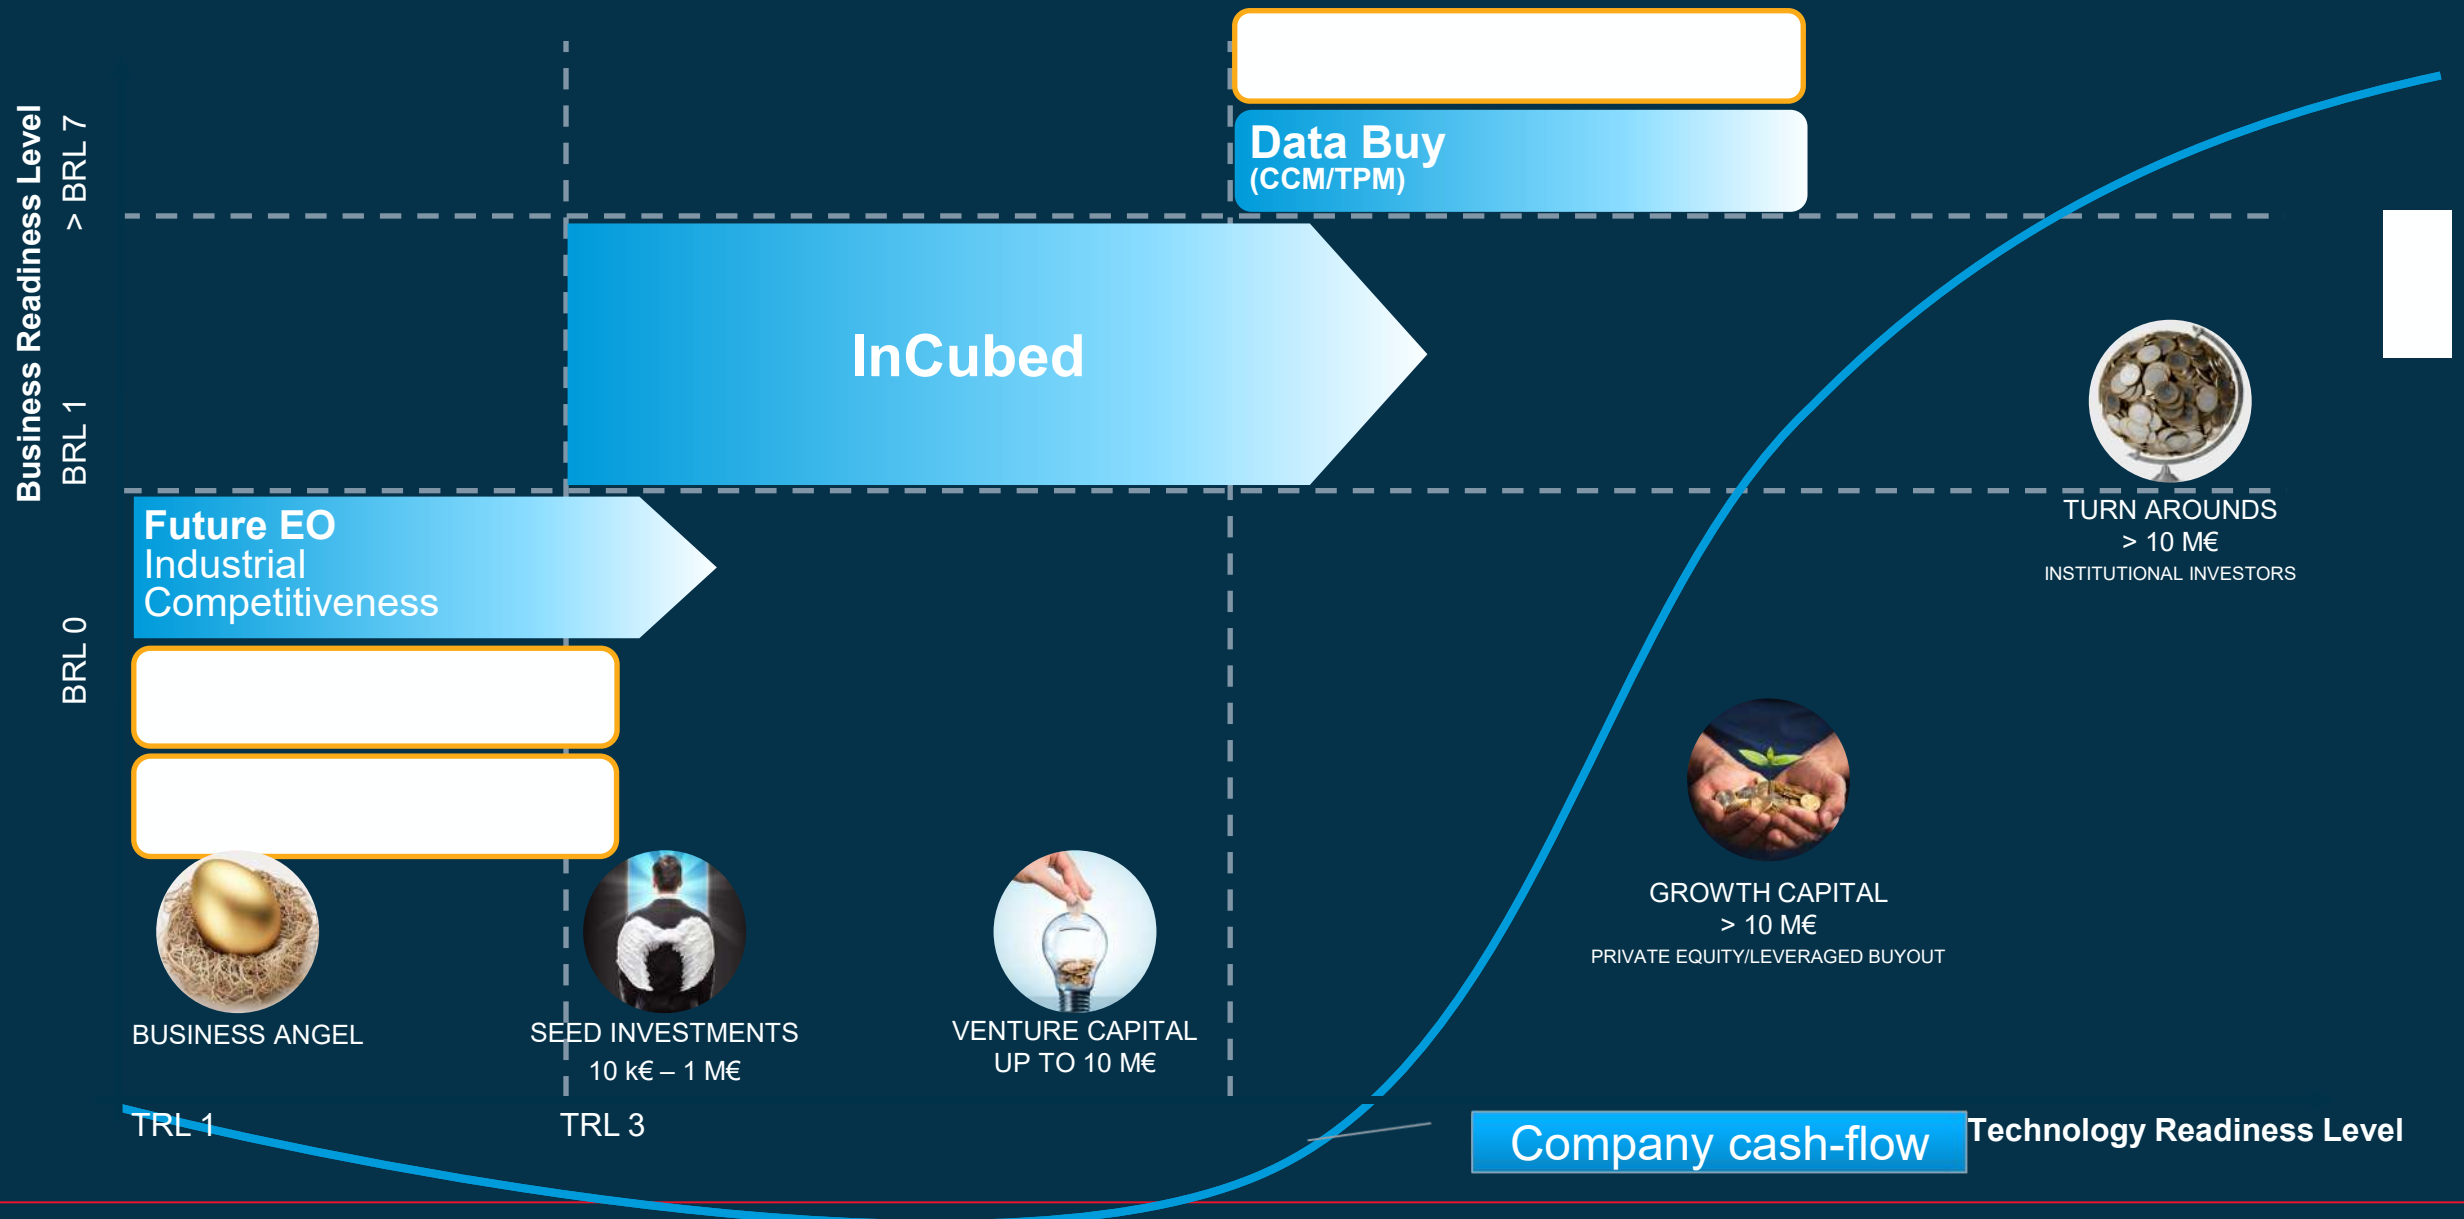 Business Readiness Level
> BRL 7
BRL 1
BRL 0
Data Buy
(CCM/TPM)
InCubed
Future EO
Industrial
Competitiveness
TURN AROUNDS
> 10 M€
INSTITUTIONAL INVESTORS
GROWTH CAPITAL
> 10 M€
PRIVATE EQUITY/LEVERAGED BUYOUT
BUSINESS ANGEL
SEED INVESTMENTS
10 k€ – 1 M€
VENTURE CAPITAL
UP TO 10 M€
TRL 1
TRL 3
Company cash-flow
Technology Readiness Level